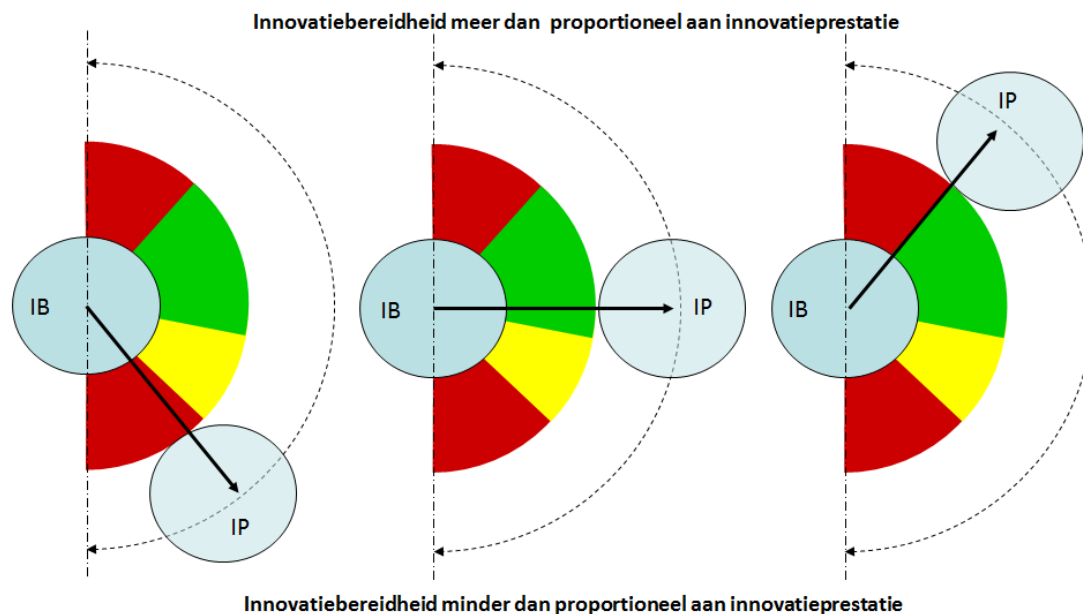 Innovatiebereidheid meer dan proportioneel aan innovatieprestatie
IP
IB
IB
IP
IB
IP
Innovatiebereidheid minder dan proportioneel aan innovatieprestatie